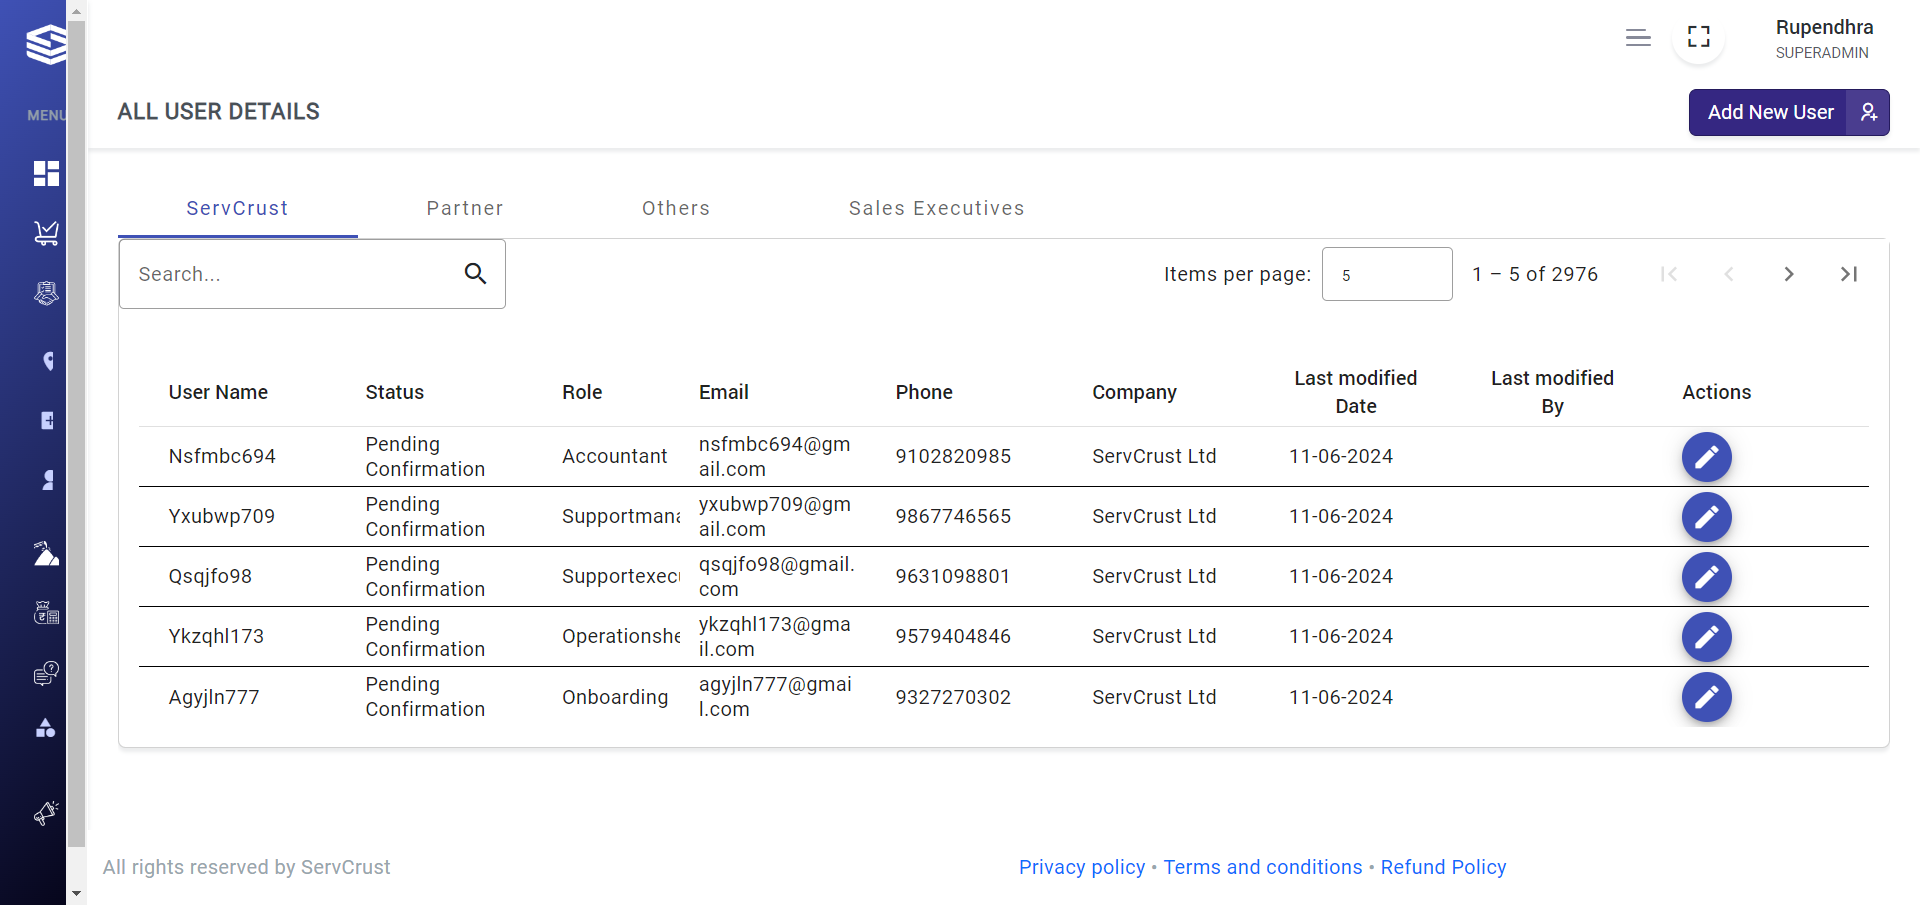 Rupendhra
SUPERADMIN
MENU
ALL USER DETAILS
Add New User
ServCrust Partner Others Sales Executives
Search... Items per page: 5 1 – 5 of 2976
User Name Status Role Email Phone Company Last modified Date Last modified By Actions
Nsfmbc694 Pending Confirmation Accountant nsfmbc694@gmail.com 9102820985 ServCrust Ltd 11-06-2024
Yxubwp709 Pending Confirmation Supportmana yxubwp709@gmail.com 9867746565 ServCrust Ltd 11-06-2024
Qsqjfo98 Pending Confirmation Supportexecu qsqjfo98@gmail.com 9631098801 ServCrust Ltd 11-06-2024
Ykzqhl173 Pending Confirmation Operationshe ykzqhl173@gmail.com 9579404846 ServCrust Ltd 11-06-2024
Agyjln777 Pending Confirmation Onboarding agyjln777@gmail.com 9327270302 ServCrust Ltd 11-06-2024
All rights reserved by ServCrust Privacy policy • Terms and conditions • Refund Policy